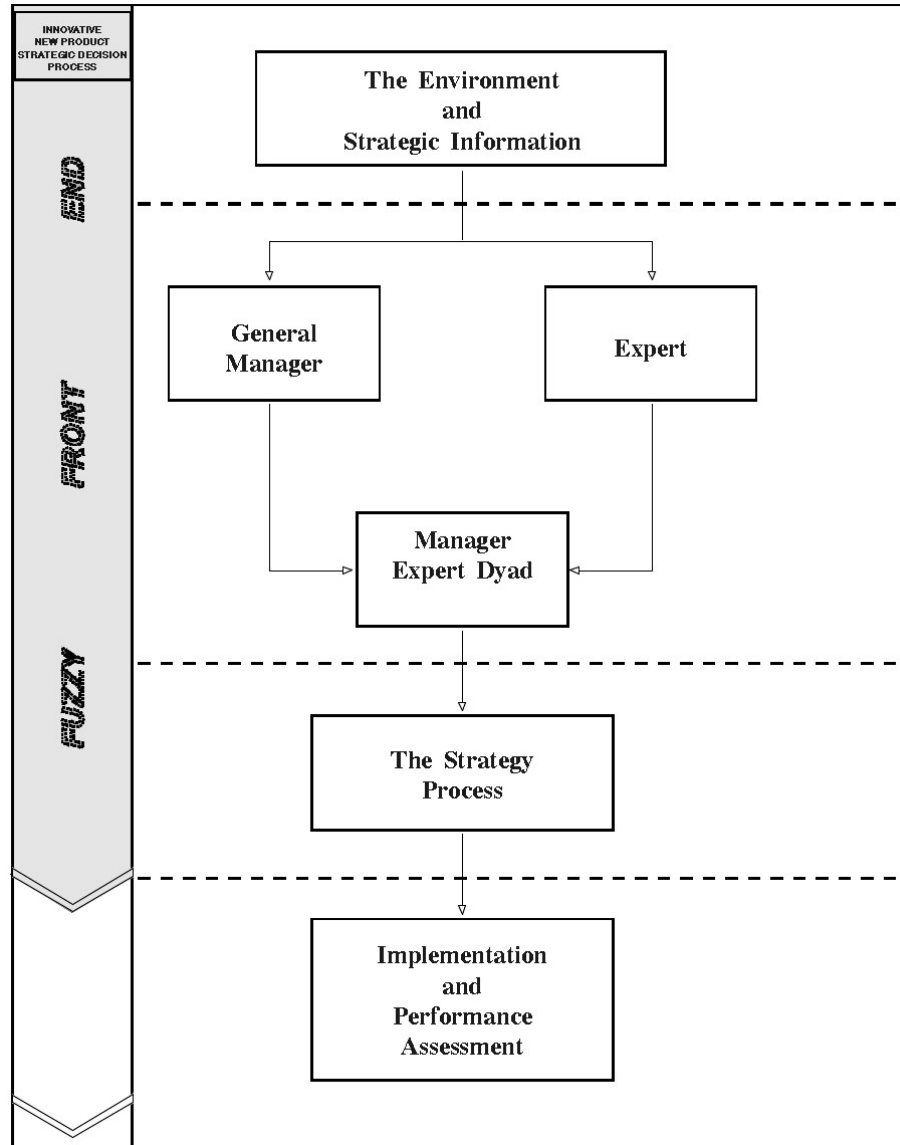 INNOVATIVE
NEW PRODUCT
STRATEGIC DECISION
PROCESS
The Environment
and
Strategic Information
END
General
Manager
Expert
FRONT
Manager
Expert Dyad
FUZZY
The Strategy
Process
Implementation
and
Performance
Assessment